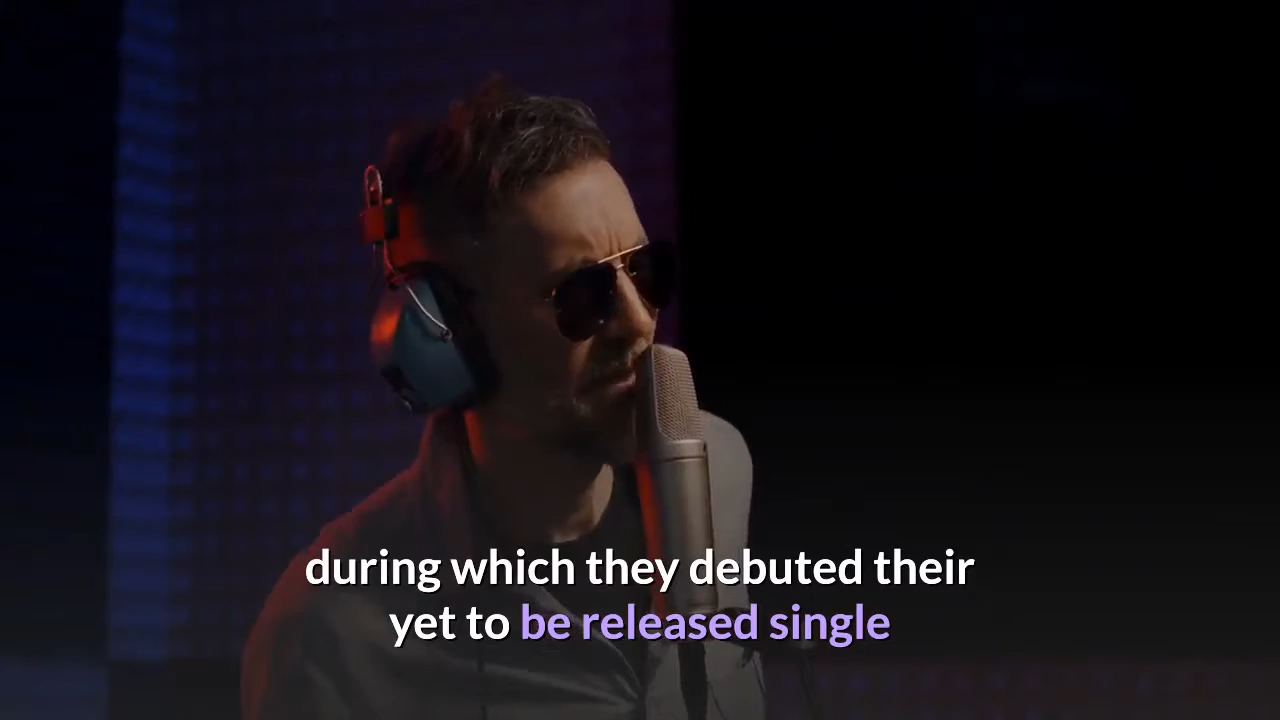 during which they debuted their
yet to be released single